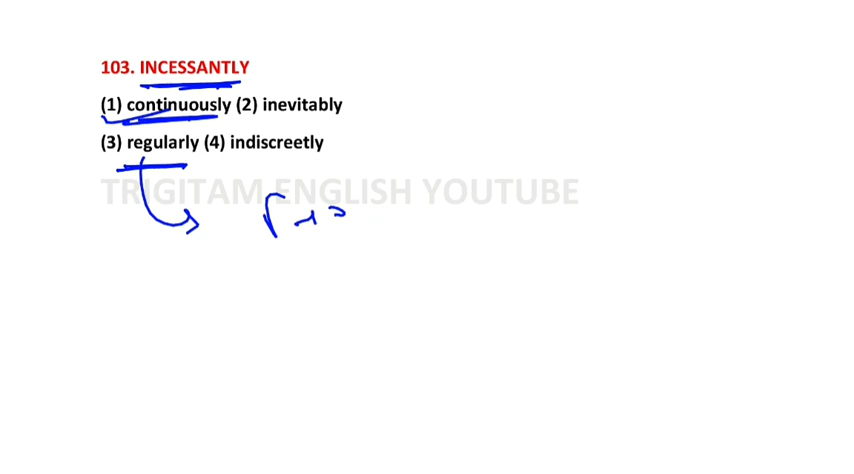 103. INCESSANTLY
(1) continuously (2) inevitably
(3) regularly (4) indiscreetly
TRIGITAM ENGLISH YOUTUBE